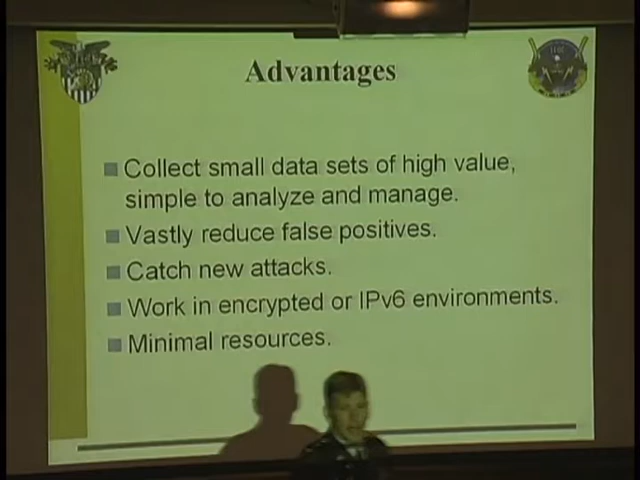 Advantages
Collect small data sets of high value,
simple to analyze and manage.
Vastly reduce false positives.
Catch new attacks.
Work in encrypted or IPv6 environments.
Minimal resources.